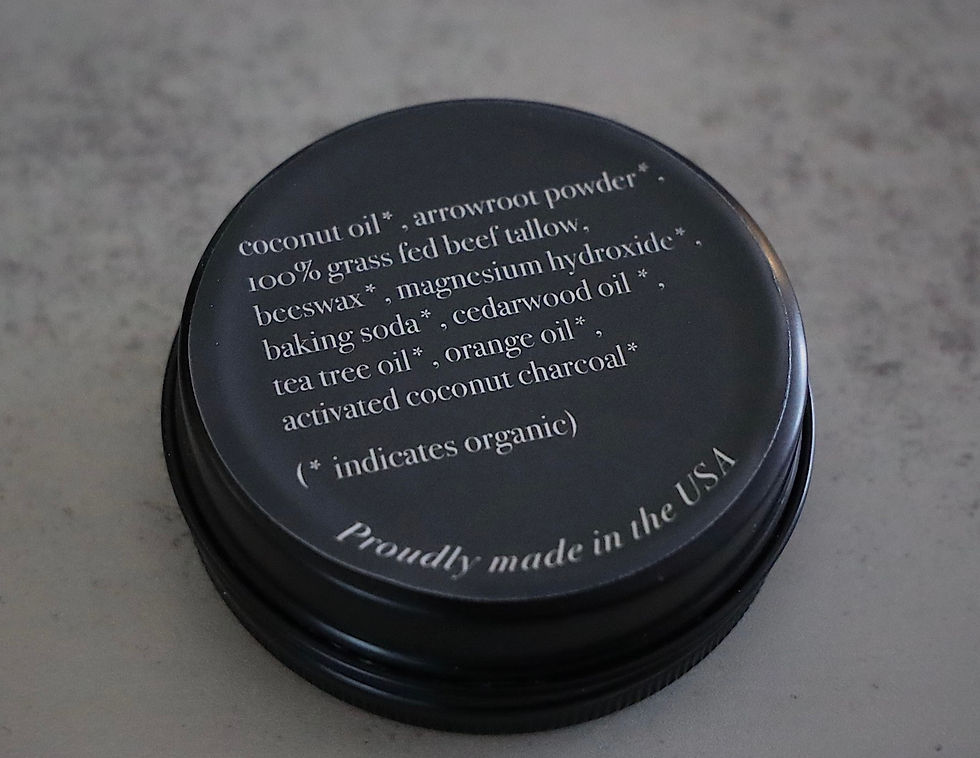 coconut oil* , arrowroot powder* ,
100% grass fed beef tallow,
beeswax* , magnesium hydroxide* ,
baking soda* , cedarwood oil * ,
tea tree oil* , orange oil* ,
activated coconut charcoal*
(* indicates organic)
Proudly made in the USA